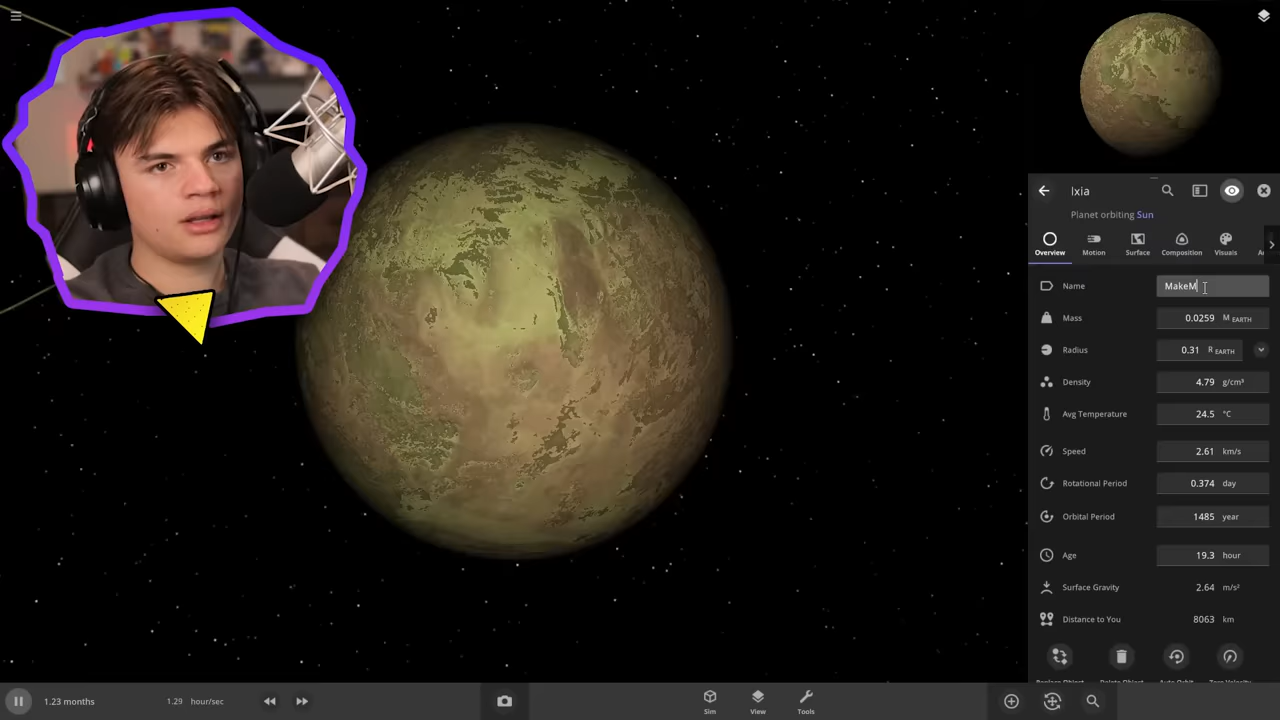 Ixia
Planet orbiting Sun
Overview Motion Surface Composition Visuals
Name MakeM
Mass 0.0259 M EARTH
Radius 0.31 R EARTH
Density 4.79 g/cm³
Avg Temperature 24.5 °C
Speed 2.61 km/s
Rotational Period 0.374 day
Orbital Period 1485 year
Age 19.3 hour
Surface Gravity 2.64 m/s²
Distance to You 8063 km
1.23 months 1.29 hour/sec Sim View Tools